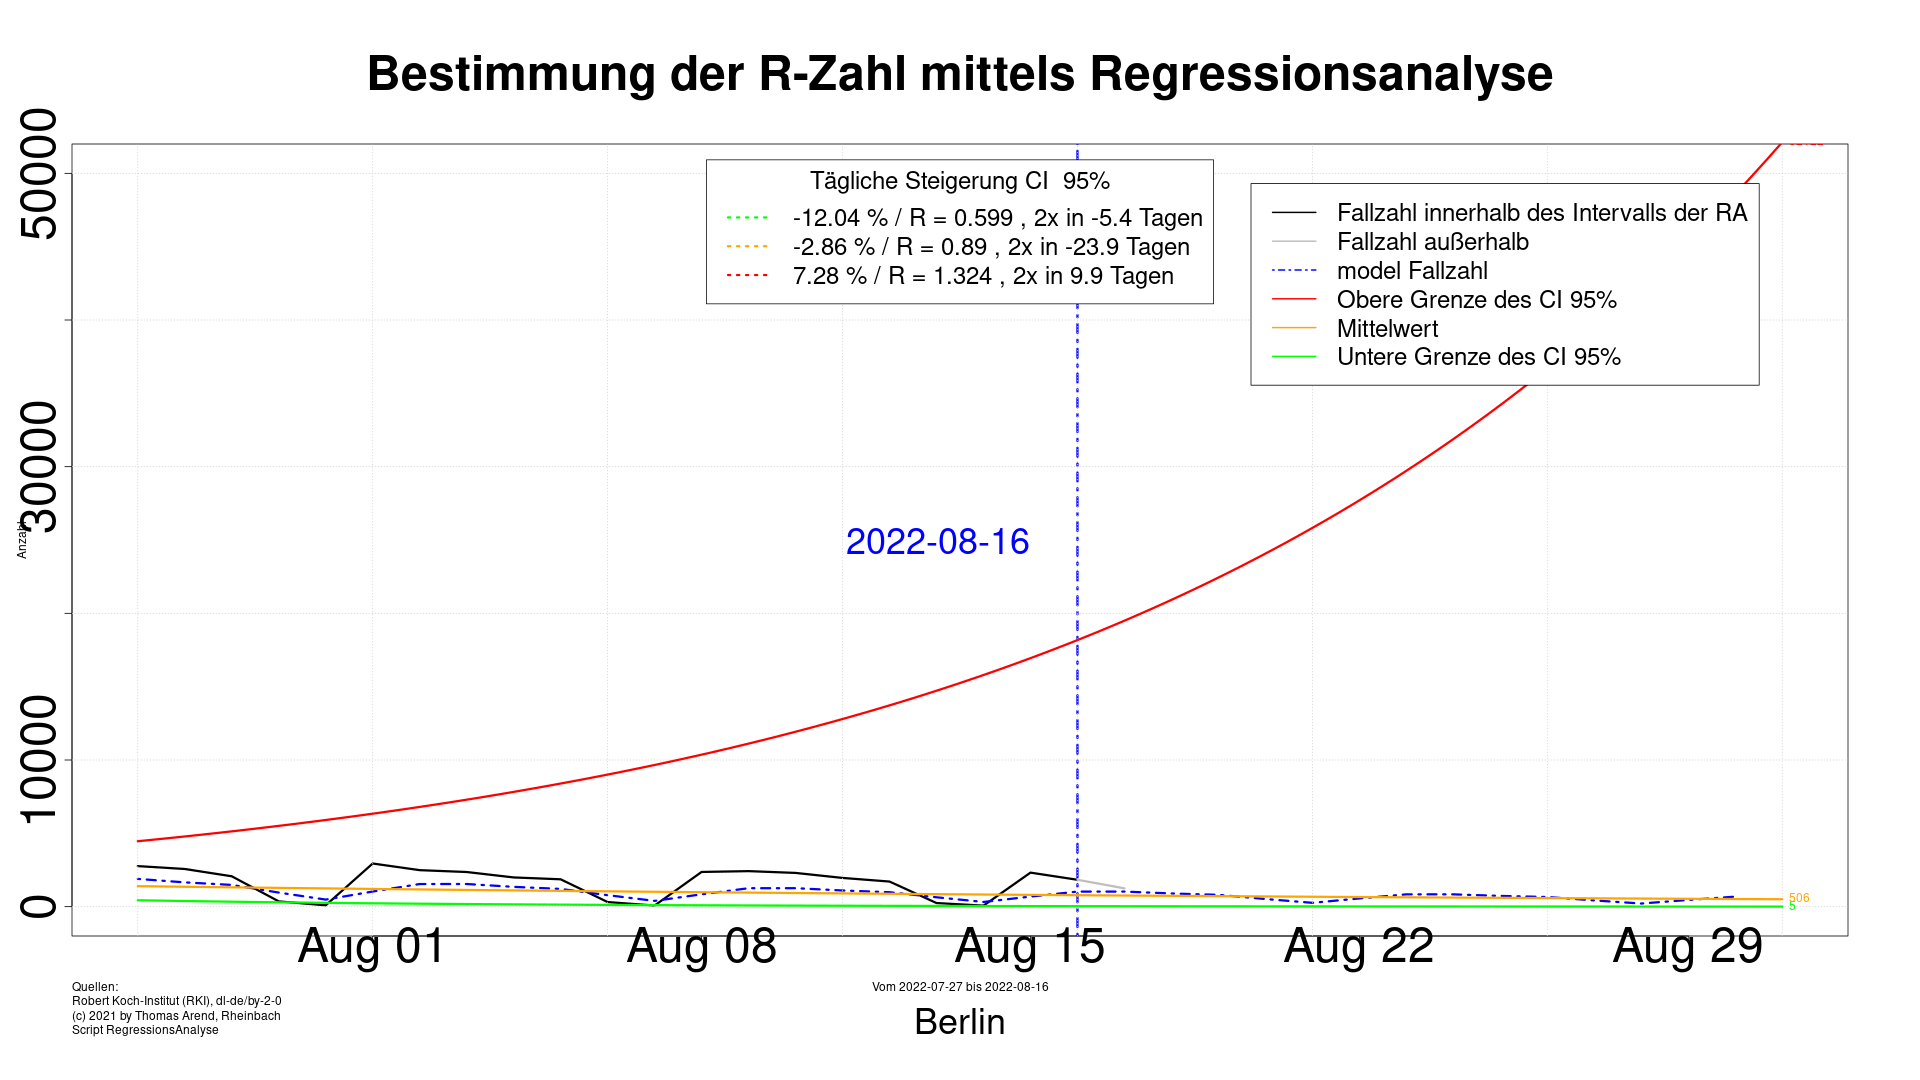 Bestimmung der R-Zahl mittels Regressionsanalyse
50000
30000
10000
0
Anzahl
Tägliche Steigerung CI  95%
-12.04 % / R = 0.599 , 2x in -5.4 Tagen
-2.86 % / R = 0.89 , 2x in -23.9 Tagen
7.28 % / R = 1.324 , 2x in 9.9 Tagen
Fallzahl innerhalb des Intervalls der RA
Fallzahl außerhalb
model Fallzahl
Obere Grenze des CI 95%
Mittelwert
Untere Grenze des CI 95%
2022-08-16
506
5
Aug 01
Aug 08
Aug 15
Aug 22
Aug 29
Quellen:
Robert Koch-Institut (RKI), dl-de/by-2-0
(c) 2021 by Thomas Arend, Rheinbach
Script RegressionsAnalyse
Vom 2022-07-27 bis 2022-08-16
Berlin